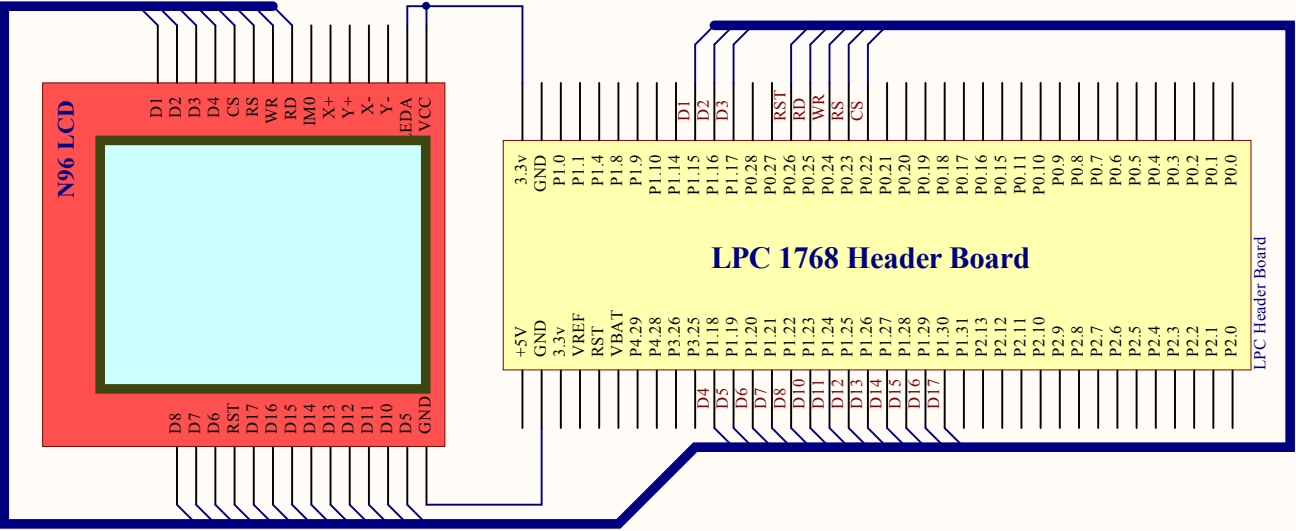 D1
D2
D3
D4
CS
RS
WR
RD
IM0
X+
Y+
X-
Y-
EDA
VCC
N96 LCD
D8
D7
D6
RST
D17
D16
D15
D14
D13
D12
D11
D10
D5
GND
D1
D2
D3
RST
RD
WR
RS
CS
3.3v
GND
P1.0
P1.1
P1.4
P1.8
P1.9
P1.10
P1.14
P1.15
P1.16
P1.17
P0.28
P0.27
P0.26
P0.25
P0.24
P0.23
P0.22
P0.21
P0.20
P0.19
P0.18
P0.17
P0.16
P0.15
P0.11
P0.10
P0.9
P0.8
P0.7
P0.6
P0.5
P0.4
P0.3
P0.2
P0.1
P0.0
LPC 1768 Header Board
LPC Header Board
+5V
GND
3.3v
VREF
RST
VBAT
P4.29
P4.28
P3.26
P3.25
P1.18
P1.19
P1.20
P1.21
P1.22
P1.23
P1.24
P1.25
P1.26
P1.27
P1.28
P1.29
P1.30
P1.31
P2.13
P2.12
P2.11
P2.10
P2.9
P2.8
P2.7
P2.6
P2.5
P2.4
P2.3
P2.2
P2.1
P2.0
D4
D5
D6
D7
D8
D10
D11
D12
D13
D14
D15
D16
D17